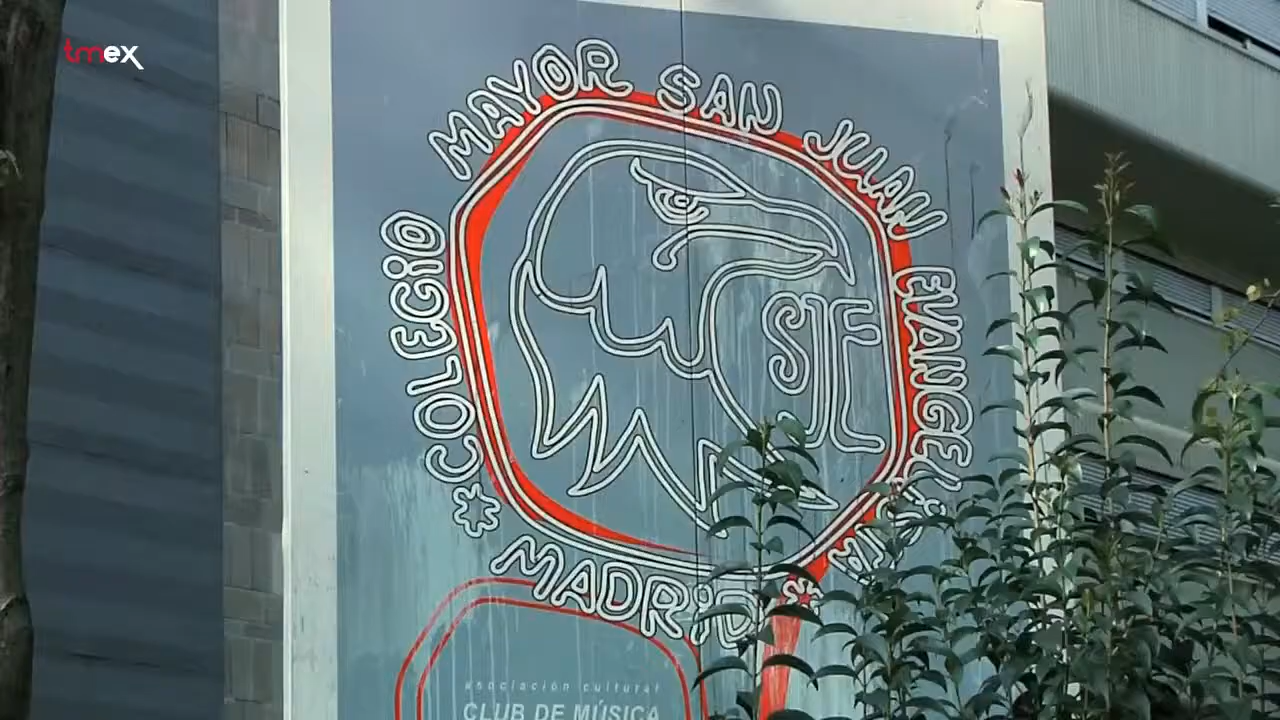 tmex
COLEGIO MAYOR SAN JUAN EVANGELISTA
SJE
* MADRID *
asociación cultural
CLUB DE MÚSICA